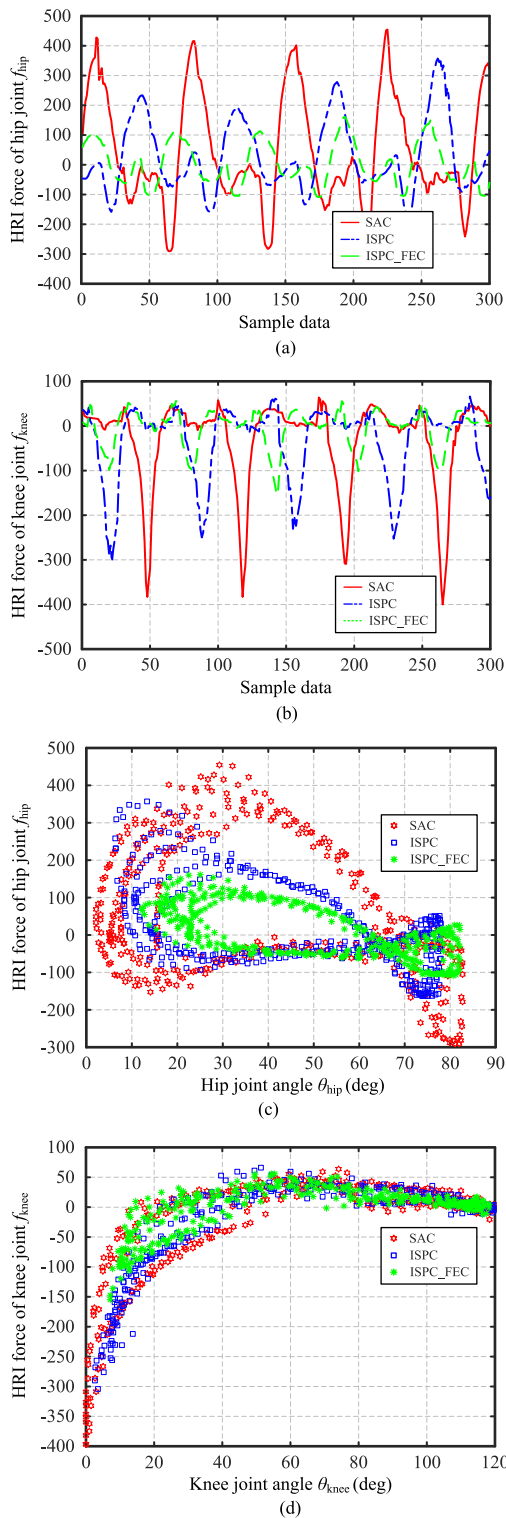 500
400
300
200
100
0
-100
-200
-300
-400
HRI force of hip joint f_hip
SAC
ISPC
ISPC_FEC
0 50 100 150 200 250 300
Sample data
(a)
100
0
-100
-200
-300
-400
-500
HRI force of knee joint f_knee
SAC
ISPC
ISPC_FEC
0 50 100 150 200 250 300
Sample data
(b)
500
400
300
200
100
0
-100
-200
-300
HRI force of hip joint f_hip
SAC
ISPC
ISPC_FEC
0 10 20 30 40 50 60 70 80 90
Hip joint angle θ_hip (deg)
(c)
100
50
0
-50
-100
-150
-200
-250
-300
-350
-400
HRI force of knee joint f_knee
SAC
ISPC
ISPC_FEC
0 20 40 60 80 100 120
Knee joint angle θ_knee (deg)
(d)